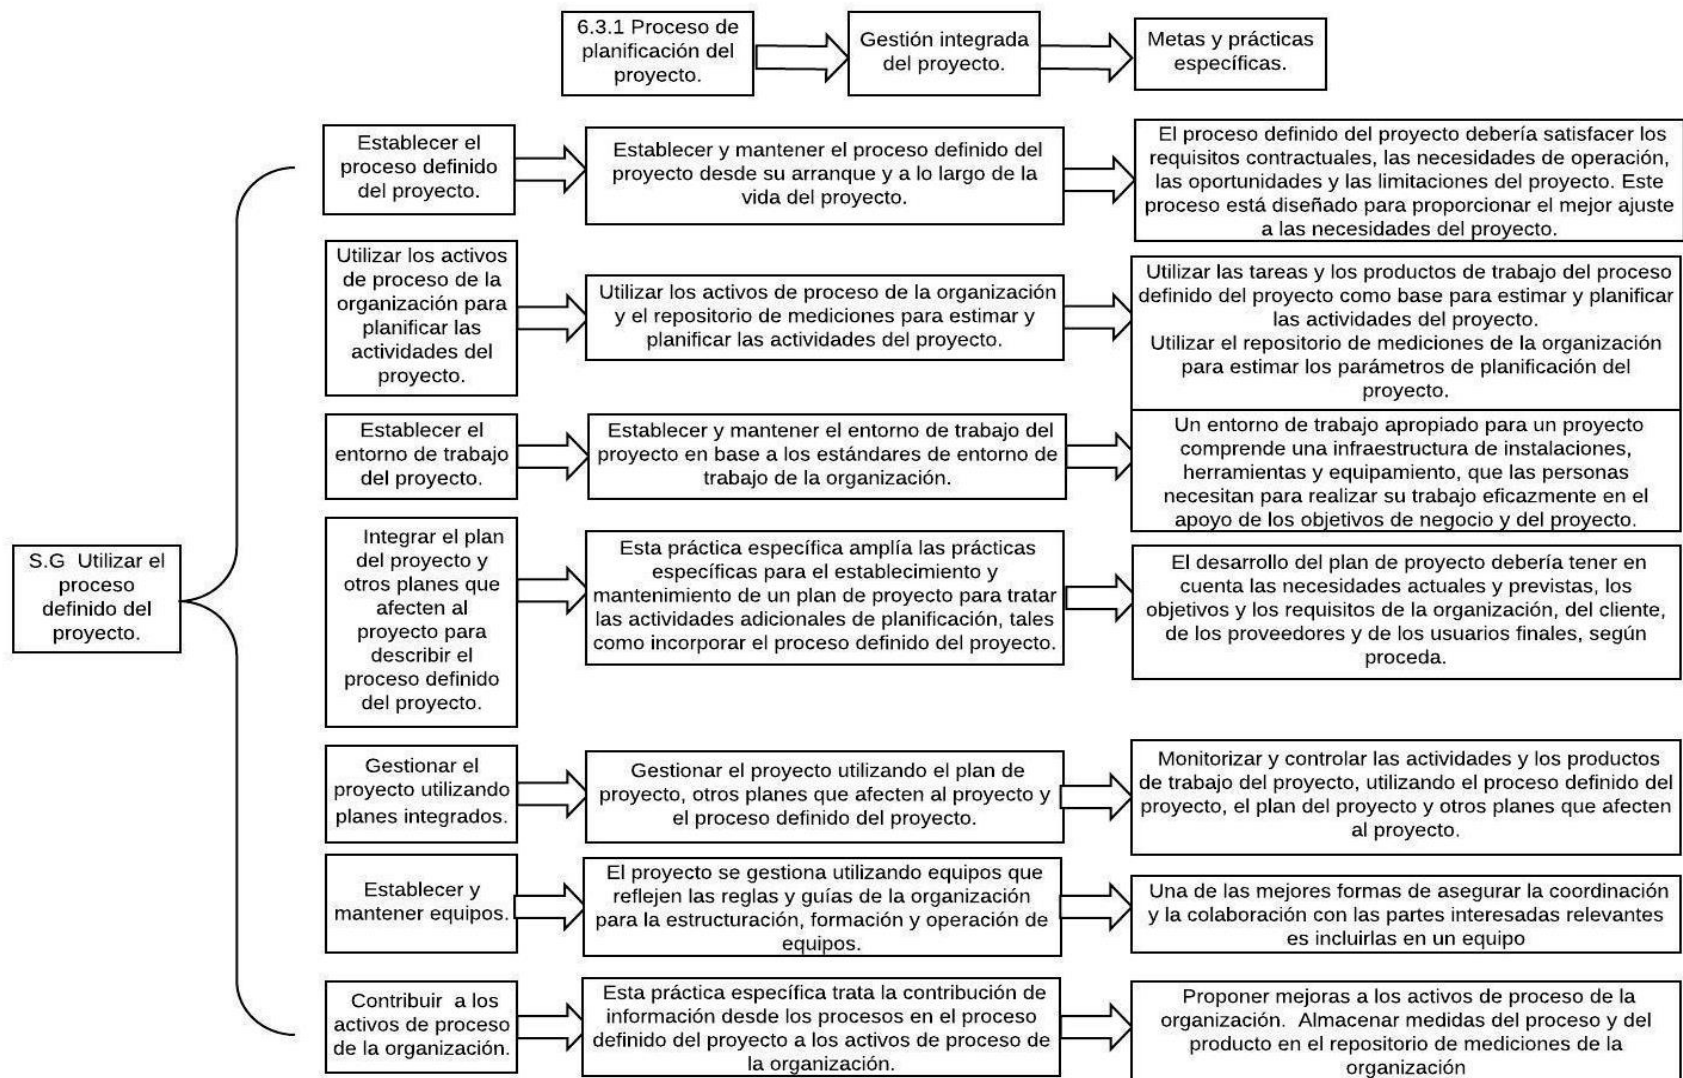 6.3.1 Proceso de
planificación del
proyecto.
Gestión integrada
del proyecto.
Metas y prácticas
específicas.
S.G  Utilizar el
proceso
definido del
proyecto.
Establecer el
proceso definido
del proyecto.
Establecer y mantener el proceso definido del
proyecto desde su arranque y a lo largo de la
vida del proyecto.
El proceso definido del proyecto debería satisfacer los
requisitos contractuales, las necesidades de operación,
las oportunidades y las limitaciones del proyecto. Este
proceso está diseñado para proporcionar el mejor ajuste
a las necesidades del proyecto.
Utilizar los activos
de proceso de la
organización para
planificar las
actividades del
proyecto.
Utilizar los activos de proceso de la organización
y el repositorio de mediciones para estimar y
planificar las actividades del proyecto.
Utilizar las tareas y los productos de trabajo del proceso
definido del proyecto como base para estimar y planificar
las actividades del proyecto.
Utilizar el repositorio de mediciones de la organización
para estimar los parámetros de planificación del
proyecto.
Establecer el
entorno de trabajo
del proyecto.
Establecer y mantener el entorno de trabajo del
proyecto en base a los estándares de entorno de
trabajo de la organización.
Un entorno de trabajo apropiado para un proyecto
comprende una infraestructura de instalaciones,
herramientas y equipamiento, que las personas
necesitan para realizar su trabajo eficazmente en el
apoyo de los objetivos de negocio y del proyecto.
Integrar el plan
del proyecto y
otros planes que
afecten al
proyecto para
describir el
proceso definido
del proyecto.
Esta práctica específica amplía las prácticas
específicas para el establecimiento y
mantenimiento de un plan de proyecto para tratar
las actividades adicionales de planificación, tales
como incorporar el proceso definido del proyecto.
El desarrollo del plan de proyecto debería tener en
cuenta las necesidades actuales y previstas, los
objetivos y los requisitos de la organización, del cliente,
de los proveedores y de los usuarios finales, según
proceda.
Gestionar el
proyecto utilizando
planes integrados.
Gestionar el proyecto utilizando el plan de
proyecto, otros planes que afecten al proyecto y
el proceso definido del proyecto.
Monitorizar y controlar las actividades y los productos
de trabajo del proyecto, utilizando el proceso definido del
proyecto, el plan del proyecto y otros planes que afecten
al proyecto.
Establecer y
mantener equipos.
El proyecto se gestiona utilizando equipos que
reflejen las reglas y guías de la organización
para la estructuración, formación y operación de
equipos.
Una de las mejores formas de asegurar la coordinación
y la colaboración con las partes interesadas relevantes
es incluirlas en un equipo
Contribuir  a los
activos de proceso
de la organización.
Esta práctica específica trata la contribución de
información desde los procesos en el proceso
definido del proyecto a los activos de proceso de
la organización.
Proponer mejoras a los activos de proceso de la
organización.  Almacenar medidas del proceso y del
producto en el repositorio de mediciones de la
organización